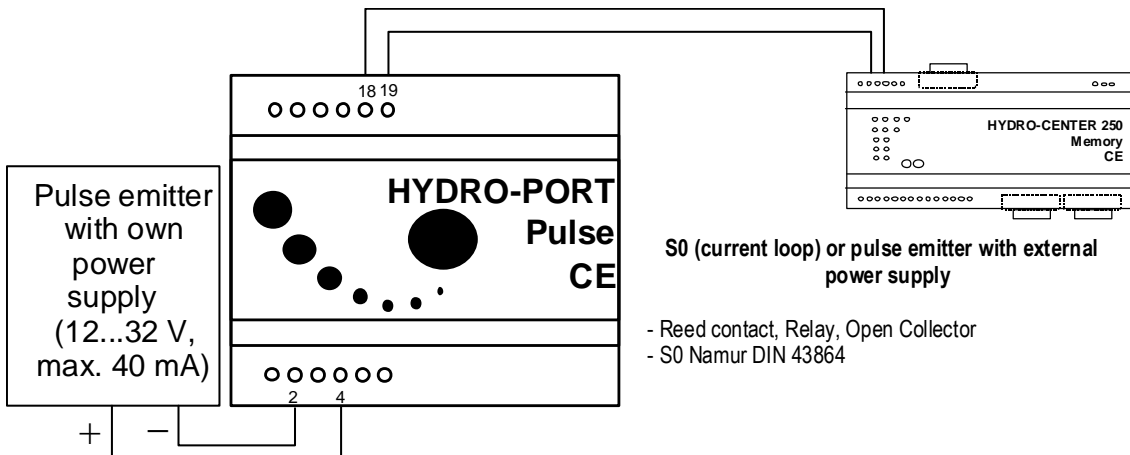 18 19
HYDRO-PORT
Pulse
CE
2 4
Pulse emitter
with own
power
supply
(12...32 V,
max. 40 mA)
+ −
HYDRO-CENTER 250
Memory
CE
S0 (current loop) or pulse emitter with external
power supply
- Reed contact, Relay, Open Collector
- S0 Namur DIN 43864